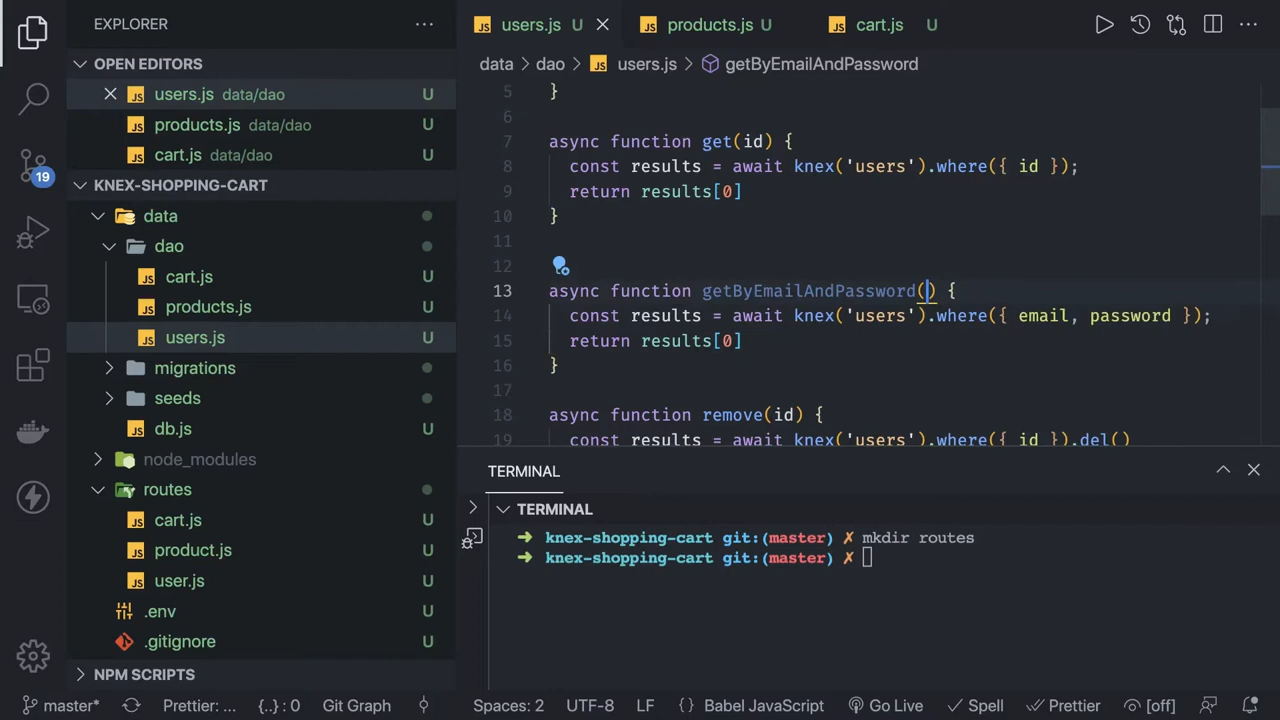 EXPLORER
OPEN EDITORS
users.js data/dao U
products.js data/dao U
cart.js data/dao U
KNEX-SHOPPING-CART
data
dao
cart.js U
products.js U
users.js U
migrations
seeds
db.js U
node_modules
routes
cart.js U
product.js U
user.js U
.env U
.gitignore U
NPM SCRIPTS
19
users.js U
products.js U
cart.js U
data > dao > users.js > getByEmailAndPassword
5 }
6
7 async function get(id) {
8 const results = await knex('users').where({ id });
9 return results[0]
10 }
11
12
13 async function getByEmailAndPassword() {
14 const results = await knex('users').where({ email, password });
15 return results[0]
16 }
17
18 async function remove(id) {
19 const results = await knex('users').where({ id }).del()
TERMINAL
TERMINAL
➜ knex-shopping-cart git:(master) ✗ mkdir routes
➜ knex-shopping-cart git:(master) ✗
master* Prettier: ... {..} : 0 Git Graph Spaces: 2 UTF-8 LF {} Babel JavaScript Go Live Spell Prettier [off]